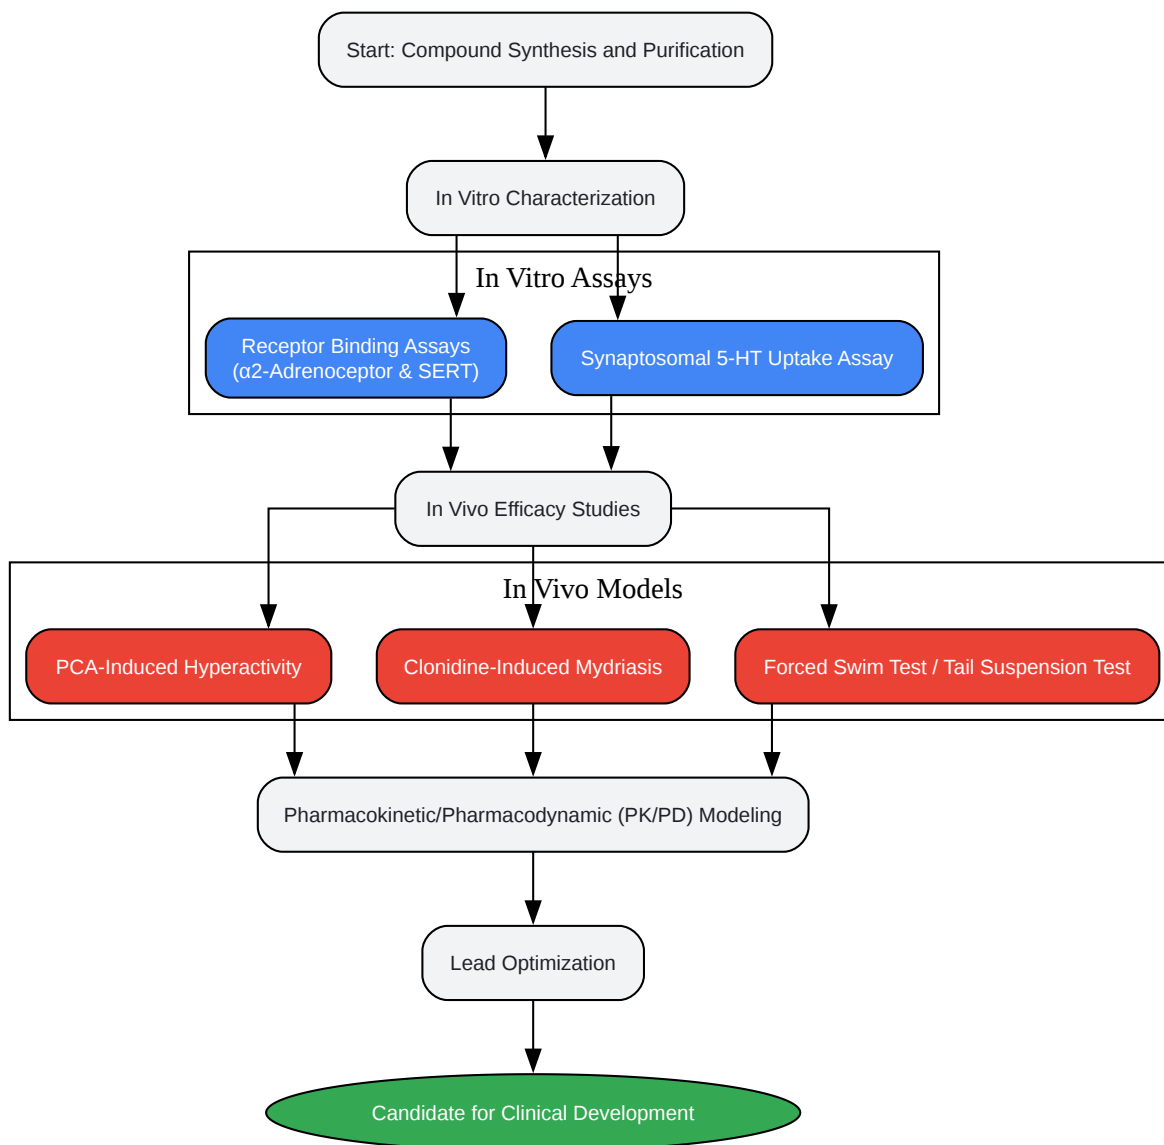 Start: Compound Synthesis and Purification
In Vitro Characterization
In Vitro Assays
Receptor Binding Assays
(α2-Adrenoceptor & SERT)
Synaptosomal 5-HT Uptake Assay
In Vivo Efficacy Studies
In Vivo Models
PCA-Induced Hyperactivity
Clonidine-Induced Mydriasis
Forced Swim Test / Tail Suspension Test
Pharmacokinetic/Pharmacodynamic (PK/PD) Modeling
Lead Optimization
Candidate for Clinical Development